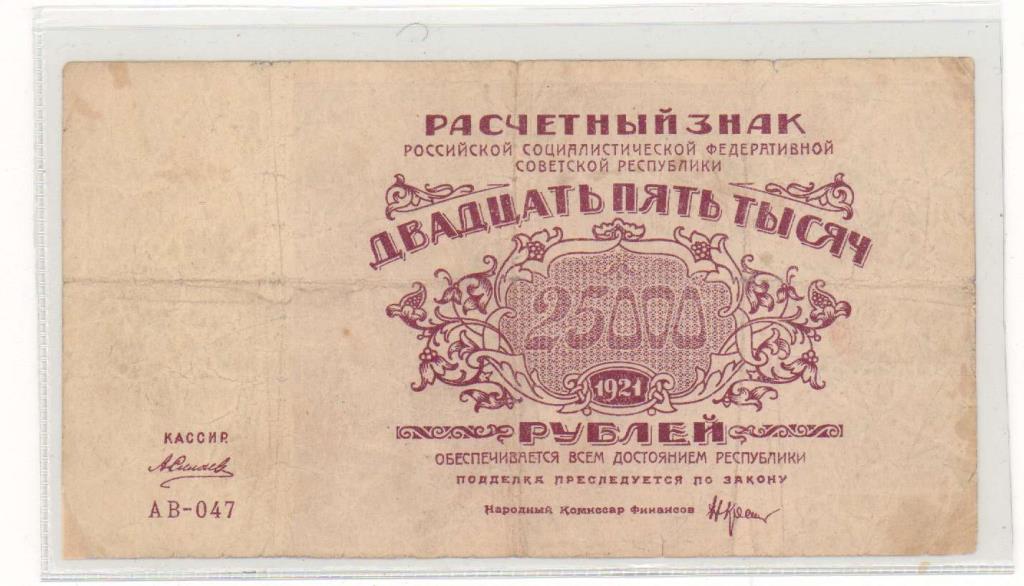 РАСЧЕТНЫЙ ЗНАК
РОССИЙСКОЙ СОЦИАЛИСТИЧЕСКОЙ ФЕДЕРАТИВНОЙ
СОВЕТСКОЙ РЕСПУБЛИКИ
ДВАДЦАТЬ ПЯТЬ ТЫСЯЧ
25000
1921
РУБЛЕЙ
ОБЕСПЕЧИВАЕТСЯ ВСЕМ ДОСТОЯНИЕМ РЕСПУБЛИКИ
ПОДДЕЛКА ПРЕСЛЕДУЕТСЯ ПО ЗАКОНУ
Народный Комиссар Финансов
КАССИР
АВ-047